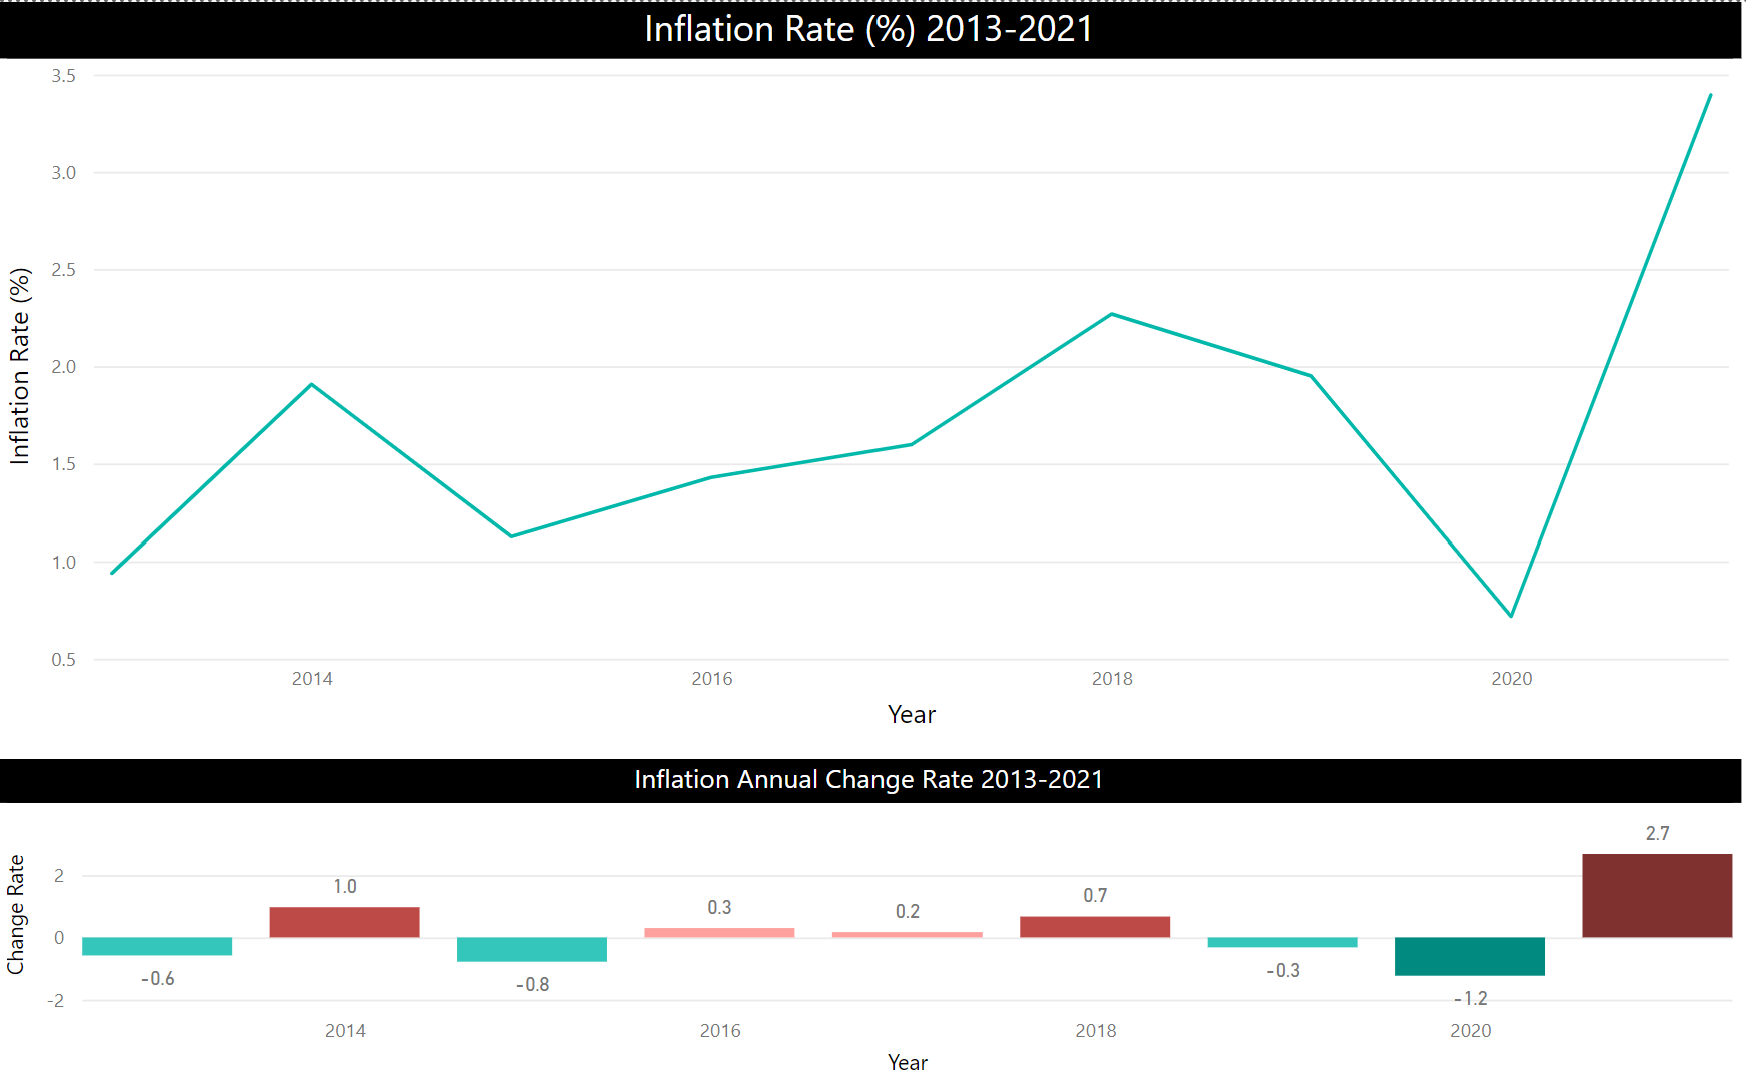 Inflation Rate (%) 2013-2021
3.5
3.0
2.5
2.0
1.5
1.0
0.5
Inflation Rate (%)
2014 2016 2018 2020
Year
Inflation Annual Change Rate 2013-2021
Change Rate
2
0
-2
-0.6
1.0
-0.8
0.3
0.2
0.7
-0.3
-1.2
2.7
2014 2016 2018 2020
Year